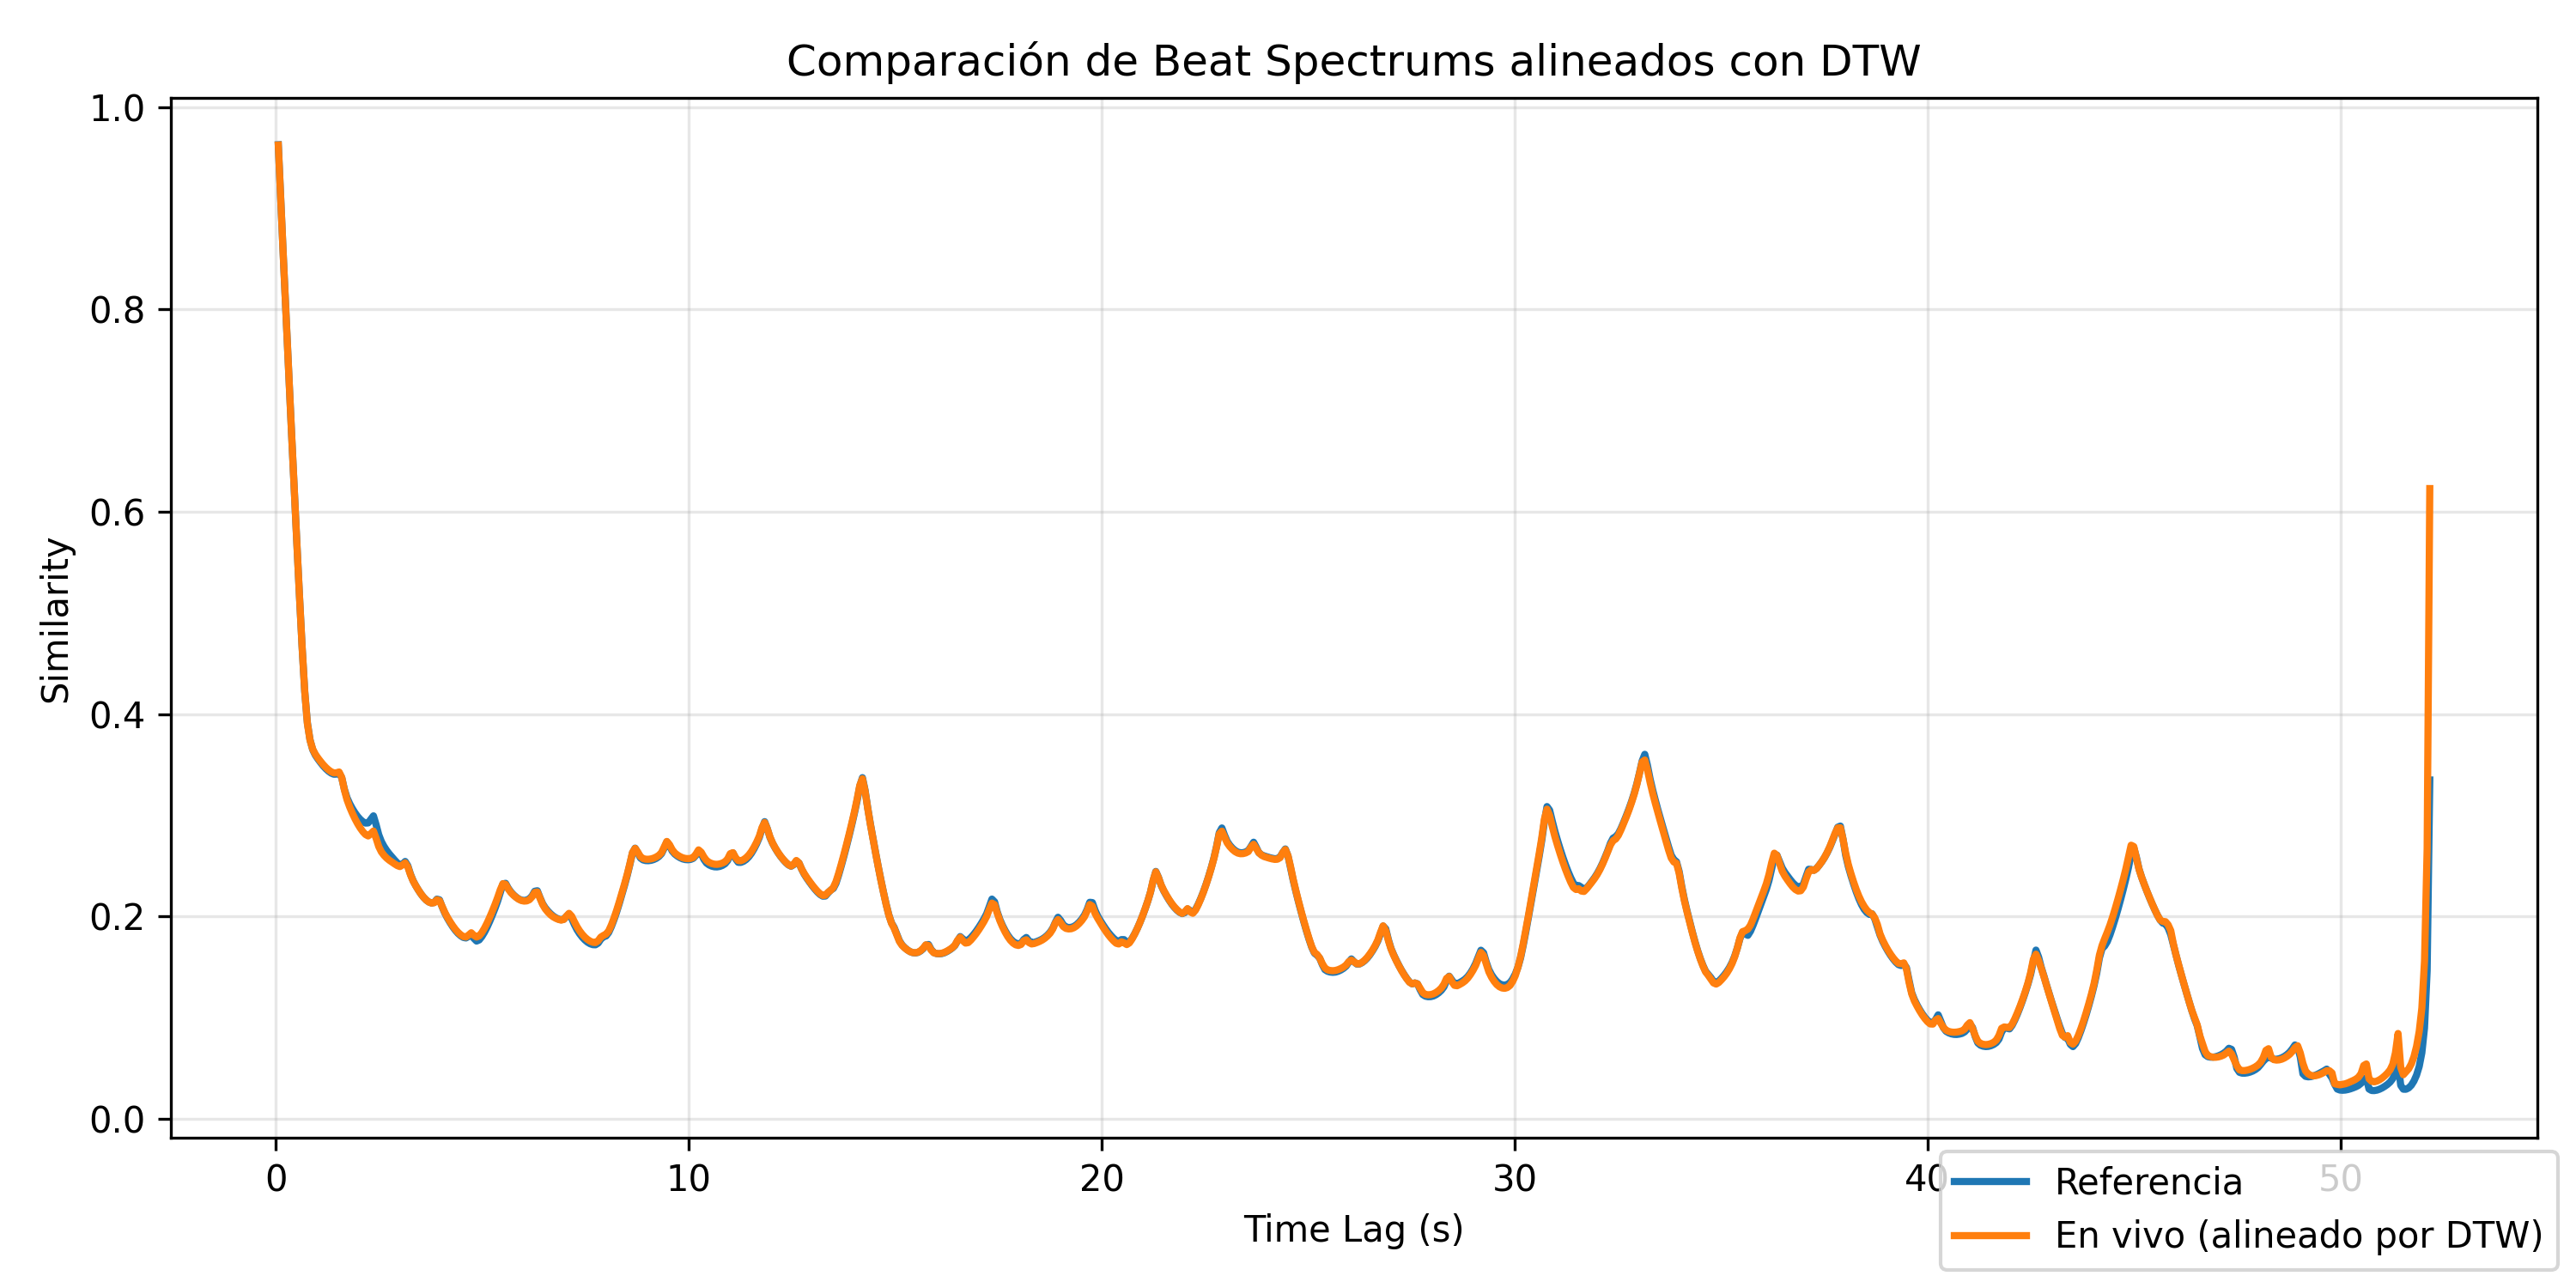 Comparación de Beat Spectrums alineados con DTW
1.0
0.8
0.6
0.4
0.2
0.0
Similarity
0 10 20 30 40 50
Time Lag (s)
Referencia
En vivo (alineado por DTW)